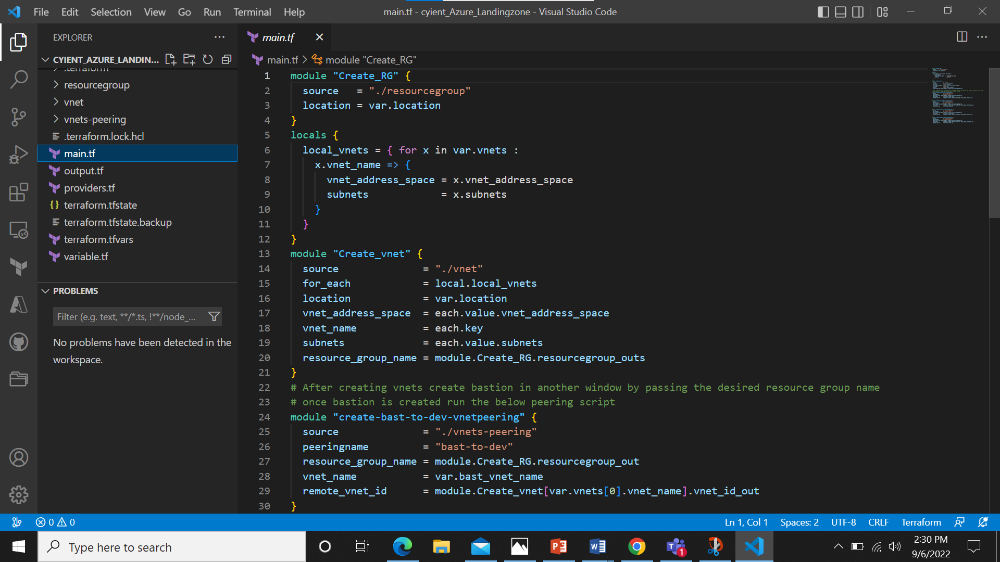 File Edit Selection View Go Run Terminal Help
main.tf - cyient_Azure_Landingzone - Visual Studio Code
EXPLORER
CYIENT_AZURE_LANDIN...
.terraform
resourcegroup
vnet
vnets-peering
.terraform.lock.hcl
main.tf
output.tf
providers.tf
terraform.tfstate
terraform.tfstate.backup
terraform.tfvars
variable.tf
PROBLEMS
Filter (e.g. text, **/*.ts, !**/node_...
No problems have been detected in the
workspace.
main.tf
main.tf > module "Create_RG"
1 module "Create_RG" {
2 source   = "./resourcegroup"
3 location = var.location
4 }
5 locals {
6 local_vnets = { for x in var.vnets :
7 x.vnet_name => {
8 vnet_address_space = x.vnet_address_space
9 subnets            = x.subnets
10 }
11 }
12 }
13 module "Create_vnet" {
14 source              = "./vnet"
15 for_each            = local.local_vnets
16 location            = var.location
17 vnet_address_space  = each.value.vnet_address_space
18 vnet_name           = each.key
19 subnets             = each.value.subnets
20 resource_group_name = module.Create_RG.resourcegroup_outs
21 }
22 # After creating vnets create bastion in another window by passing the desired resource group name
23 # once bastion is created run the below peering script
24 module "create-bast-to-dev-vnetpeering" {
25 source              = "./vnets-peering"
26 peeringname         = "bast-to-dev"
27 resource_group_name = module.Create_RG.resourcegroup_out
28 vnet_name           = var.bast_vnet_name
29 remote_vnet_id      = module.Create_vnet[var.vnets[0].vnet_name].vnet_id_out
30 }
0 0
Ln 1, Col 1 Spaces: 2 UTF-8 CRLF Terraform
Type here to search
1
2:30 PM
9/6/2022